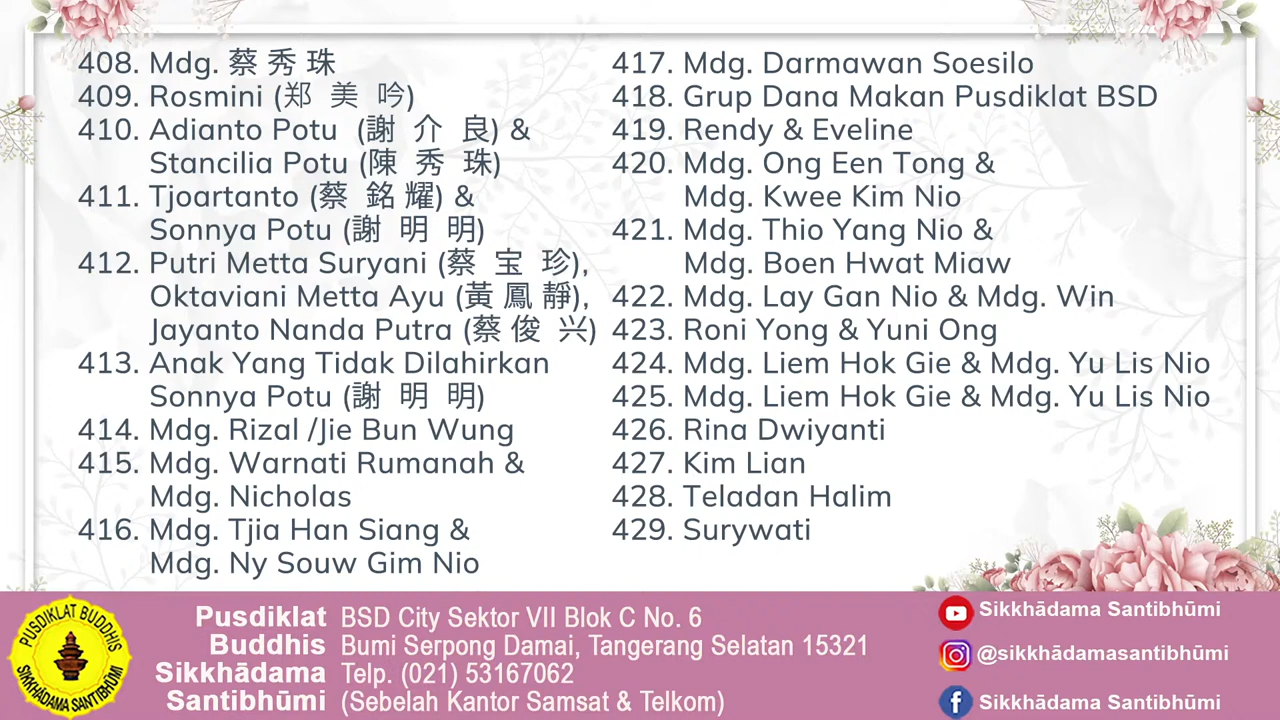 408. Mdg. 蔡 秀 珠
409. Rosmini (郑 美 吟)
410. Adianto Potu (謝 介 良) &
Stancilia Potu (陳 秀 珠)
411. Tjoartanto (蔡 銘 耀) &
Sonnya Potu (謝 明 明)
412. Putri Metta Suryani (蔡 宝 珍),
Oktaviani Metta Ayu (黃 鳳 靜),
Jayanto Nanda Putra (蔡 俊 兴)
413. Anak Yang Tidak Dilahirkan
Sonnya Potu (謝 明 明)
414. Mdg. Rizal /Jie Bun Wung
415. Mdg. Warnati Rumanah &
Mdg. Nicholas
416. Mdg. Tjia Han Siang &
Mdg. Ny Souw Gim Nio
417. Mdg. Darmawan Soesilo
418. Grup Dana Makan Pusdiklat BSD
419. Rendy & Eveline
420. Mdg. Ong Een Tong &
Mdg. Kwee Kim Nio
421. Mdg. Thio Yang Nio &
Mdg. Boen Hwat Miaw
422. Mdg. Lay Gan Nio & Mdg. Win
423. Roni Yong & Yuni Ong
424. Mdg. Liem Hok Gie & Mdg. Yu Lis Nio
425. Mdg. Liem Hok Gie & Mdg. Yu Lis Nio
426. Rina Dwiyanti
427. Kim Lian
428. Teladan Halim
429. Surywati
PUSDIKLAT BUDDHIS
SIKKHĀDAMA SANTIBHŪMI
Pusdiklat
Buddhis
Sikkhādama
Santibhūmi
BSD City Sektor VII Blok C No. 6
Bumi Serpong Damai, Tangerang Selatan 15321
Telp. (021) 53167062
(Sebelah Kantor Samsat & Telkom)
Sikkhādama Santibhūmi
@sikkhādamasantibhūmi
Sikkhādama Santibhūmi